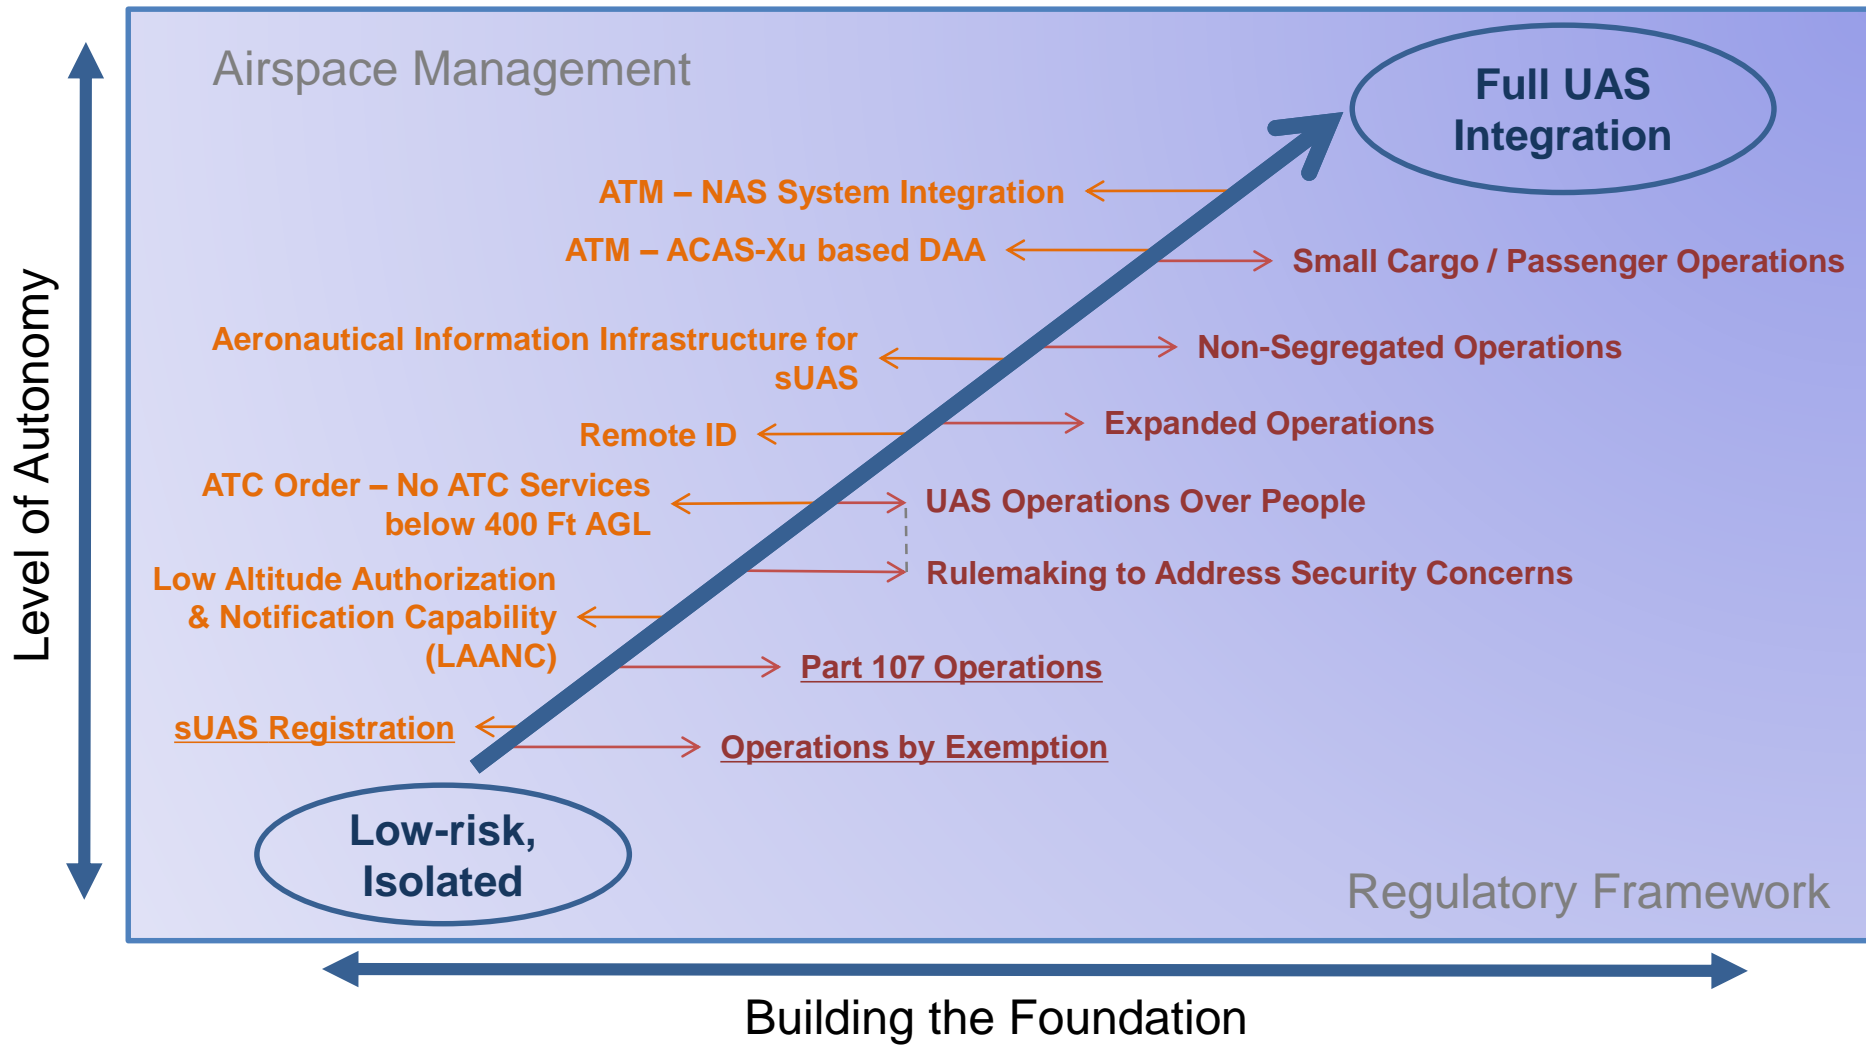 Airspace Management
Full UAS
Integration
ATM – NAS System Integration
ATM – ACAS-Xu based DAA
Small Cargo / Passenger Operations
Aeronautical Information Infrastructure for
sUAS
Non-Segregated Operations
Remote ID
Expanded Operations
ATC Order – No ATC Services
below 400 Ft AGL
UAS Operations Over People
Low Altitude Authorization
& Notification Capability
(LAANC)
Rulemaking to Address Security Concerns
Part 107 Operations
sUAS Registration
Operations by Exemption
Low-risk,
Isolated
Regulatory Framework
Level of Autonomy
Building the Foundation